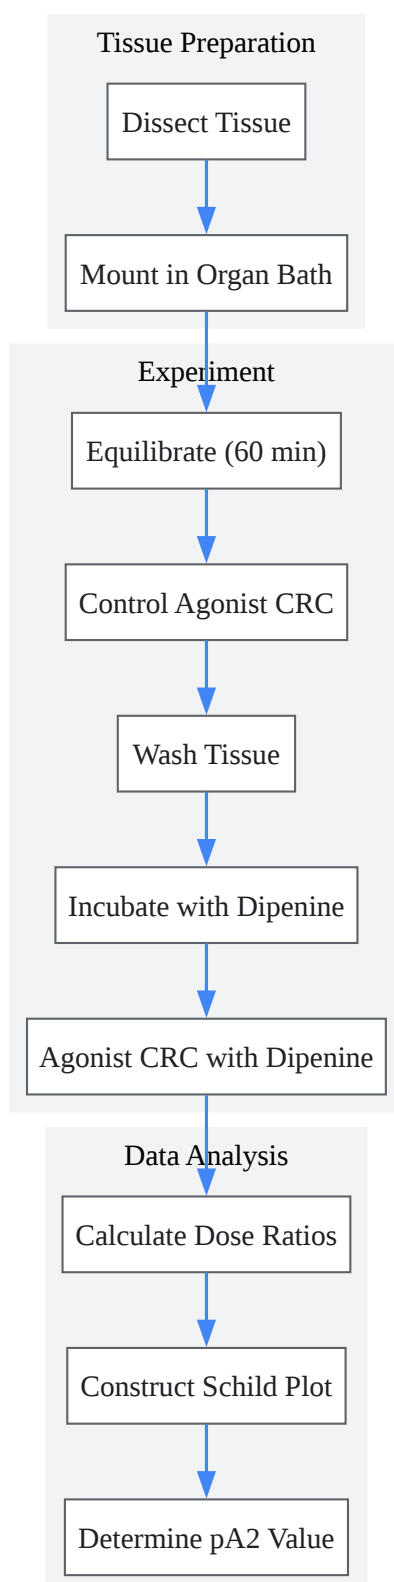 Tissue Preparation
Dissect Tissue
Mount in Organ Bath
Experiment
Equilibrate (60 min)
Control Agonist CRC
Wash Tissue
Incubate with Dipenine
Agonist CRC with Dipenine
Data Analysis
Calculate Dose Ratios
Construct Schild Plot
Determine pA2 Value